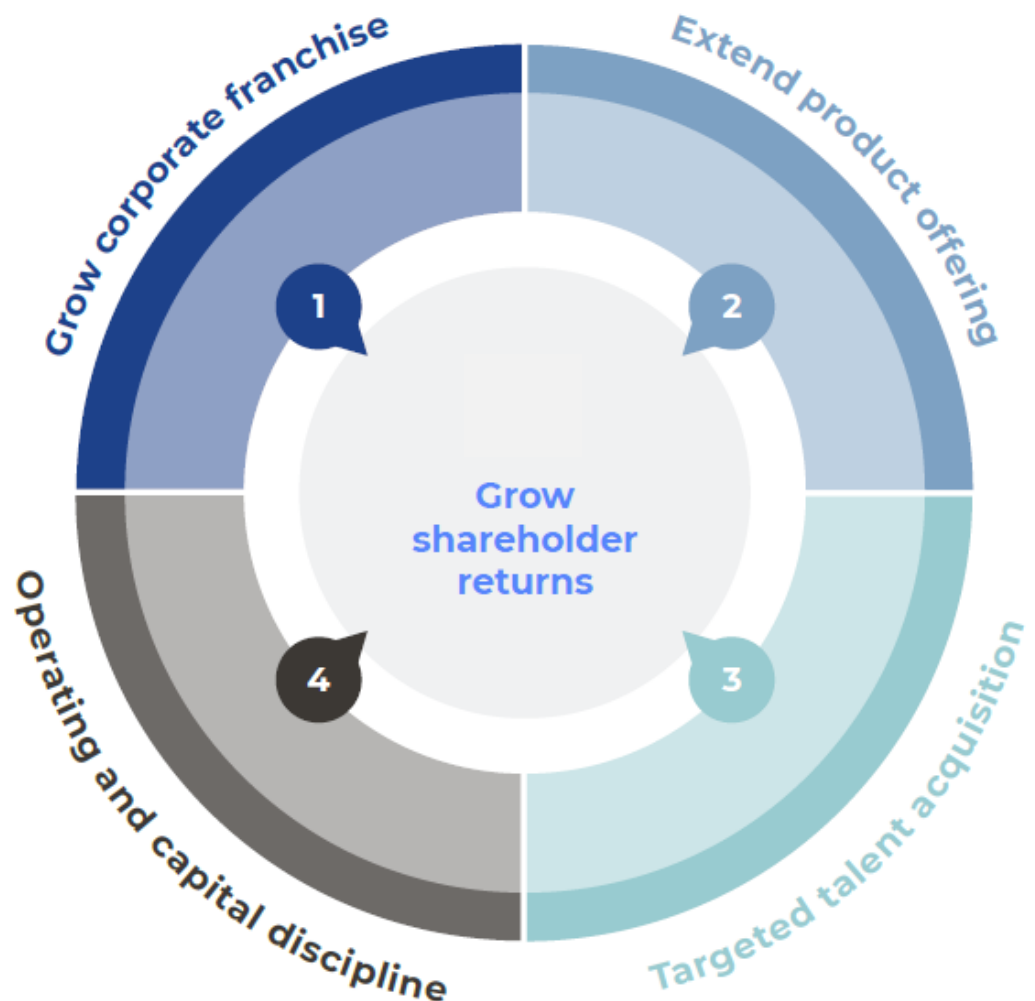 Grow corporate franchise
Extend product offering
1
2
Grow
shareholder
returns
4
3
Operating and capital discipline
Targeted talent acquisition